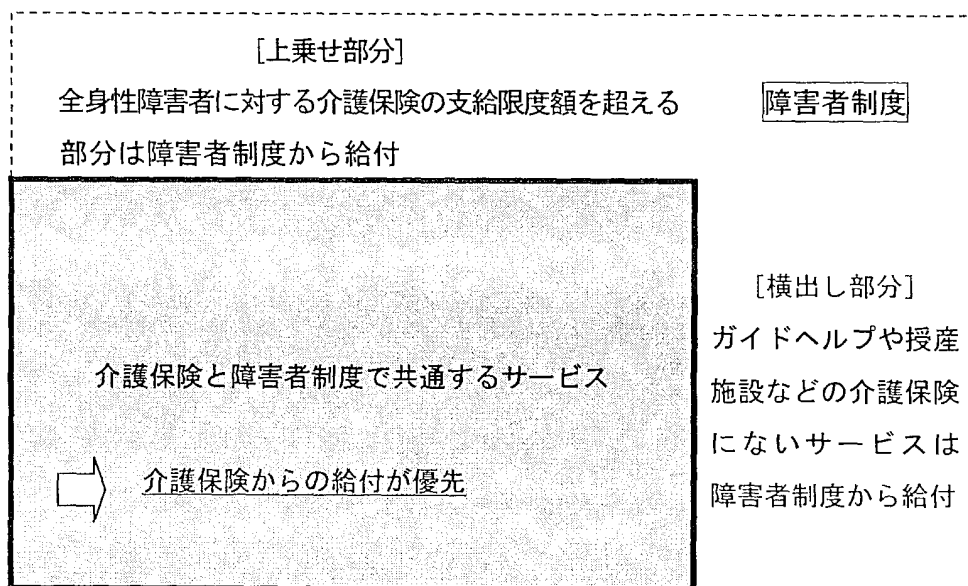 [上乗せ部分]
全身性障害者に対する介護保険の支給限度額を超える
部分は障害者制度から給付
障害者制度
介護保険と障害者制度で共通するサービス
介護保険からの給付が優先
[横出し部分]
ガイドヘルプや授産
施設などの介護保険
にないサービスは
障害者制度から給付